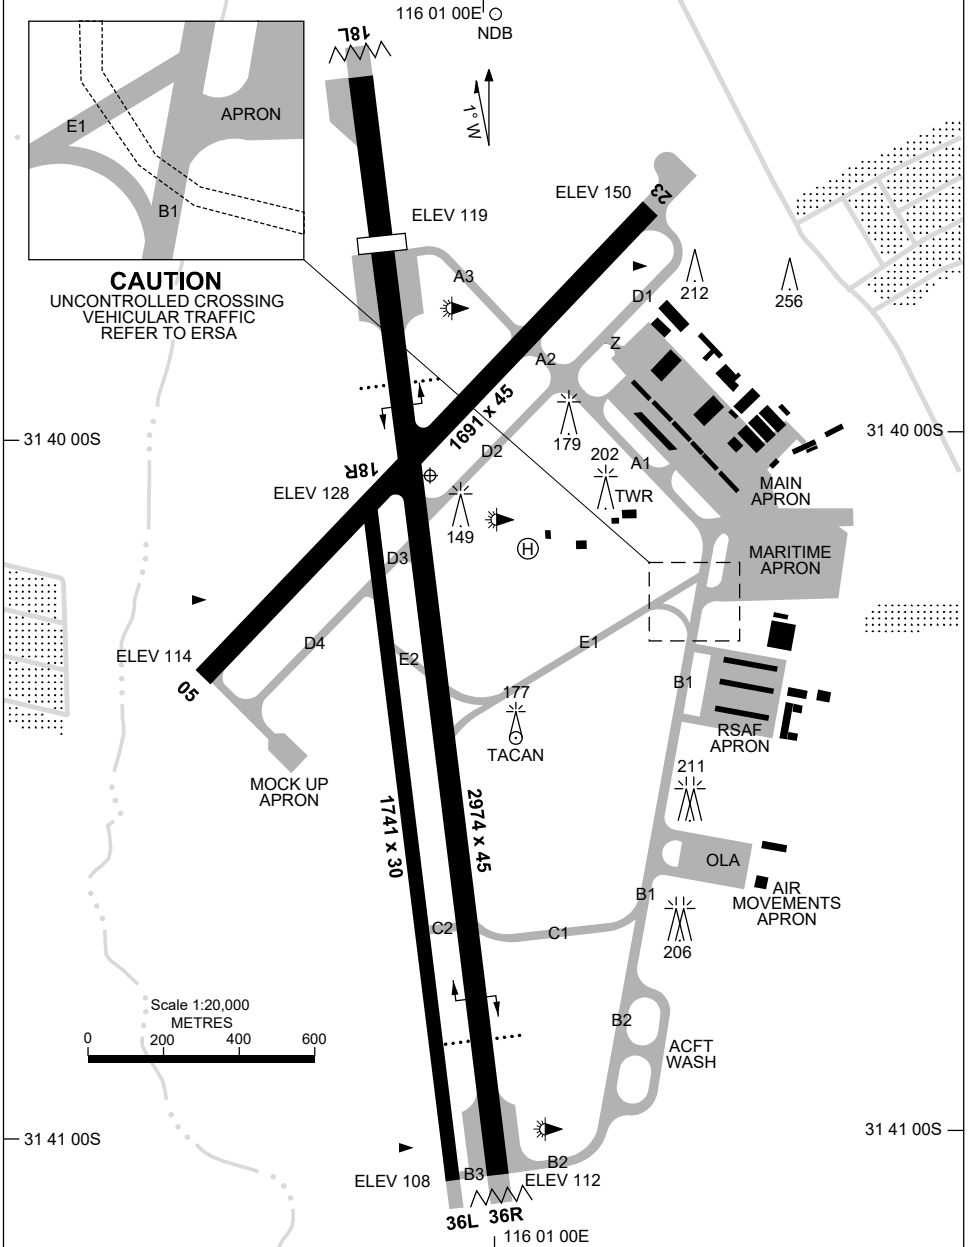 116 01 00E
NDB
18L
1° W
APRON
E1
B1
CAUTION
UNCONTROLLED CROSSING
VEHICULAR TRAFFIC
REFER TO ERSA
ELEV 150
23
ELEV 119
A3
D1
212
256
Z
A2
1691 x 45
179
31 40 00S
31 40 00S
D2
18R
202
A1
ELEV 128
TWR
MAIN
APRON
149
H
D3
MARITIME
APRON
D4
E1
ELEV 114
E2
05
B1
177
TACAN
RSAF
APRON
211
MOCK UP
APRON
1741 x 30
2974 x 45
OLA
B1
AIR
MOVEMENTS
APRON
C2
C1
206
Scale 1:20,000
METRES
0 200 400 600
B2
ACFT
WASH
31 41 00S
31 41 00S
B2
ELEV 108
B3
ELEV 112
36L
36R
116 01 00E